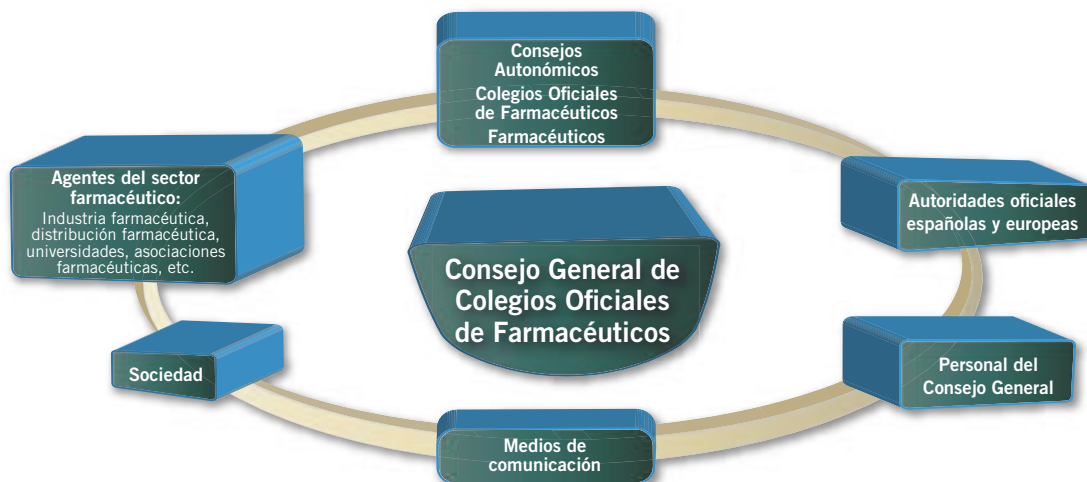 Consejos
Autonómicos
Colegios Oficiales
de Farmacéuticos
Farmacéuticos
Agentes del sector
farmacéutico:
Industria farmacéutica,
distribución farmacéutica,
universidades, asociaciones
farmacéuticas, etc.
Autoridades oficiales
españolas y europeas
Consejo General de
Colegios Oficiales
de Farmacéuticos
Sociedad
Personal del
Consejo General
Medios de
comunicación